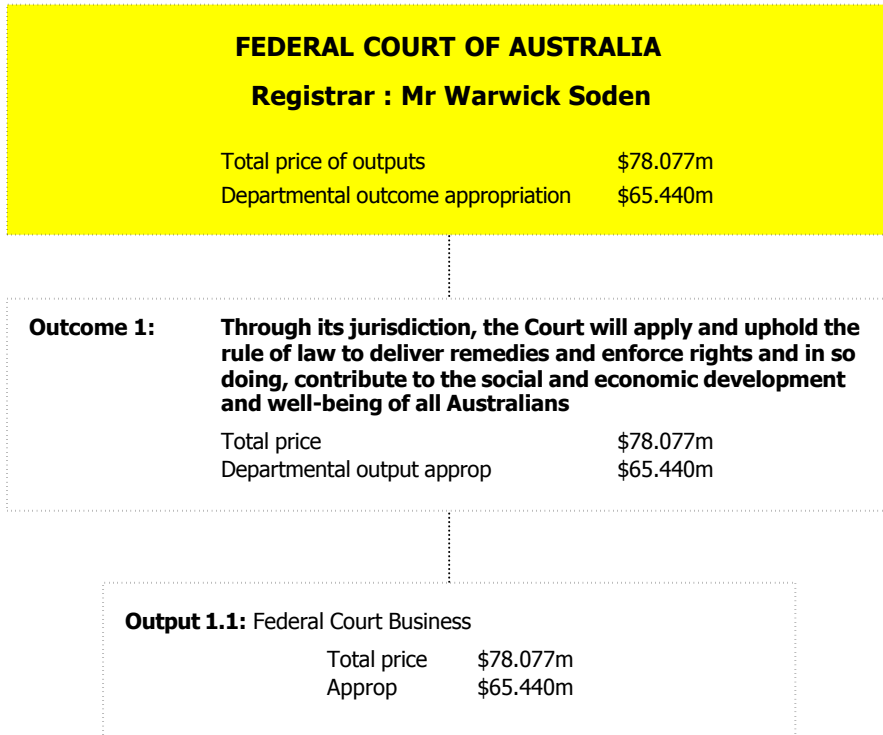 FEDERAL COURT OF AUSTRALIA
Registrar : Mr Warwick Soden
Total price of outputs $78.077m
Departmental outcome appropriation $65.440m
Outcome 1: Through its jurisdiction, the Court will apply and uphold the
rule of law to deliver remedies and enforce rights and in so
doing, contribute to the social and economic development
and well-being of all Australians
Total price $78.077m
Departmental output approp $65.440m
Output 1.1: Federal Court Business
Total price $78.077m
Approp $65.440m